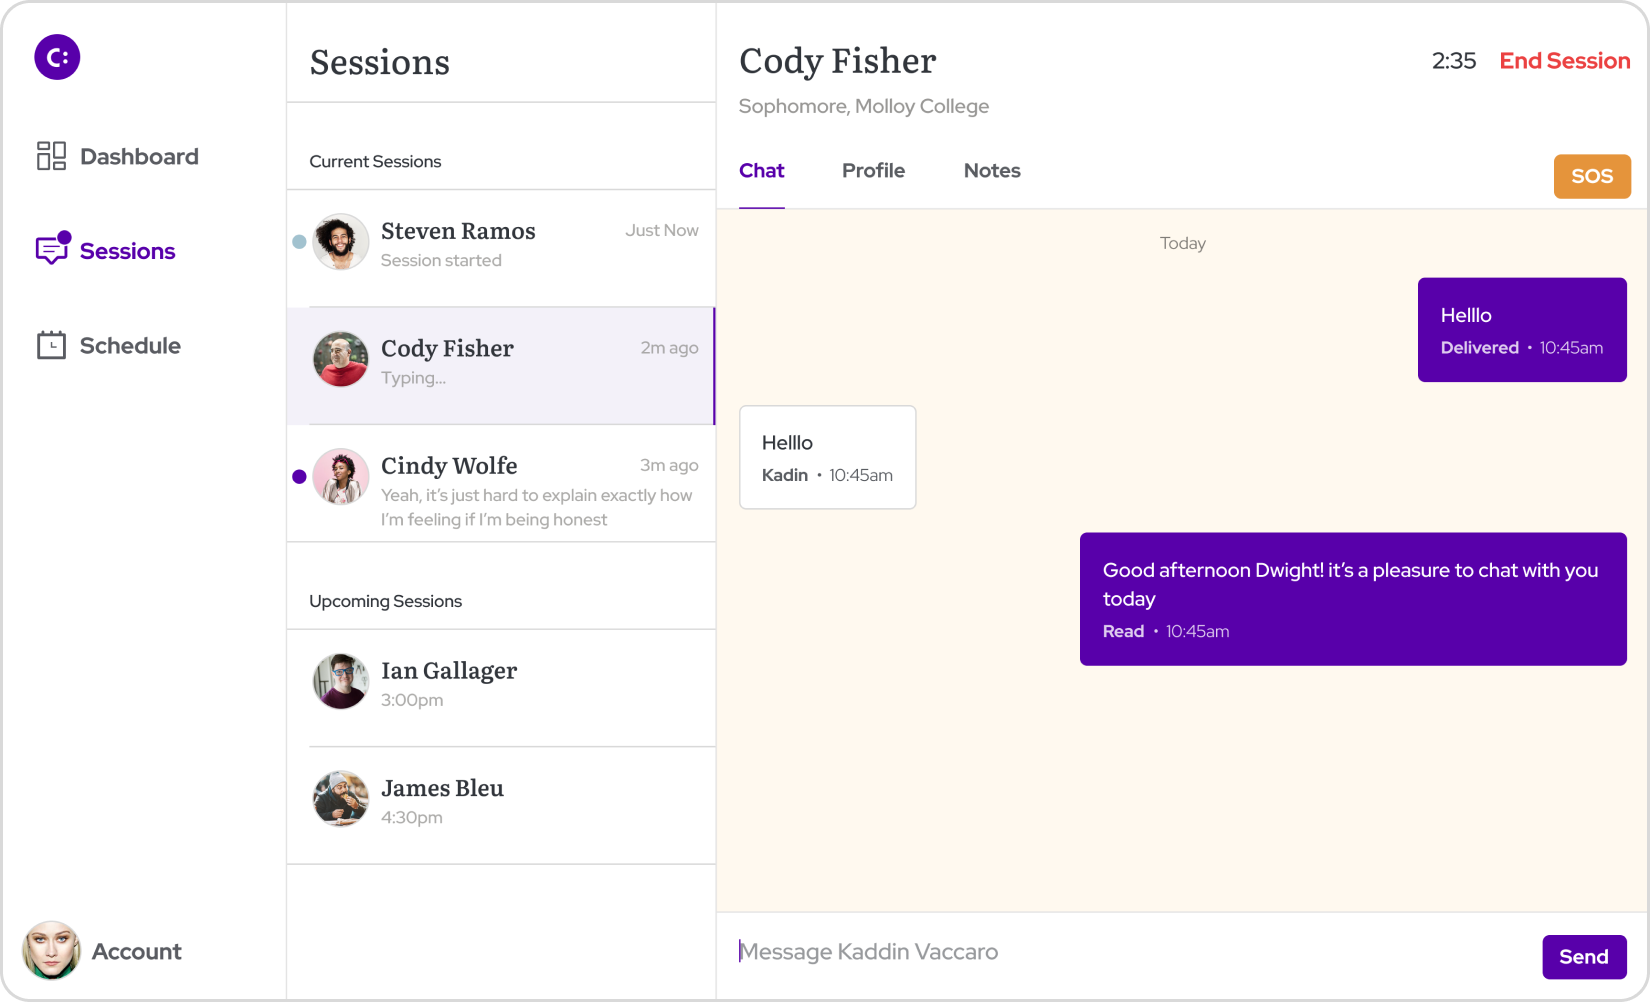 C:
Dashboard
Sessions
Schedule
Account
Sessions
Current Sessions
Steven Ramos
Just Now
Session started
Cody Fisher
2m ago
Typing...
Cindy Wolfe
3m ago
Yeah, it's just hard to explain exactly how
I'm feeling if I'm being honest
Upcoming Sessions
Ian Gallager
3:00pm
James Bleu
4:30pm
Cody Fisher
2:35 End Session
Sophomore, Molloy College
Chat Profile Notes
SOS
Today
Helllo
Delivered • 10:45am
Helllo
Kadin • 10:45am
Good afternoon Dwight! it's a pleasure to chat with you
today
Read • 10:45am
Message Kaddin Vaccaro
Send